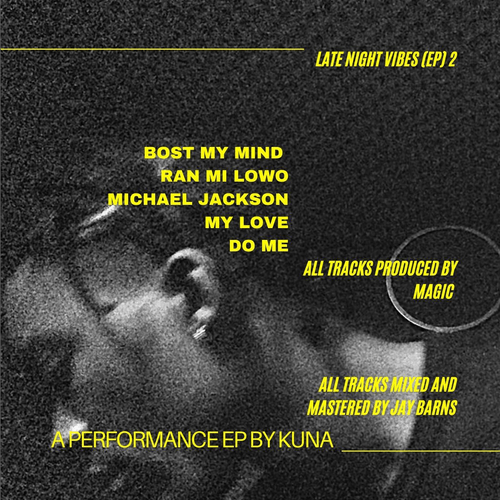 LATE NIGHT VIBES (EP) 2
BOST MY MIND
RAN MI LOWO
MICHAEL JACKSON
MY LOVE
DO ME
ALL TRACKS PRODUCED BY
MAGIC
ALL TRACKS MIXED AND
MASTERED BY JAY BARNS
A PERFORMANCE EP BY KUNA